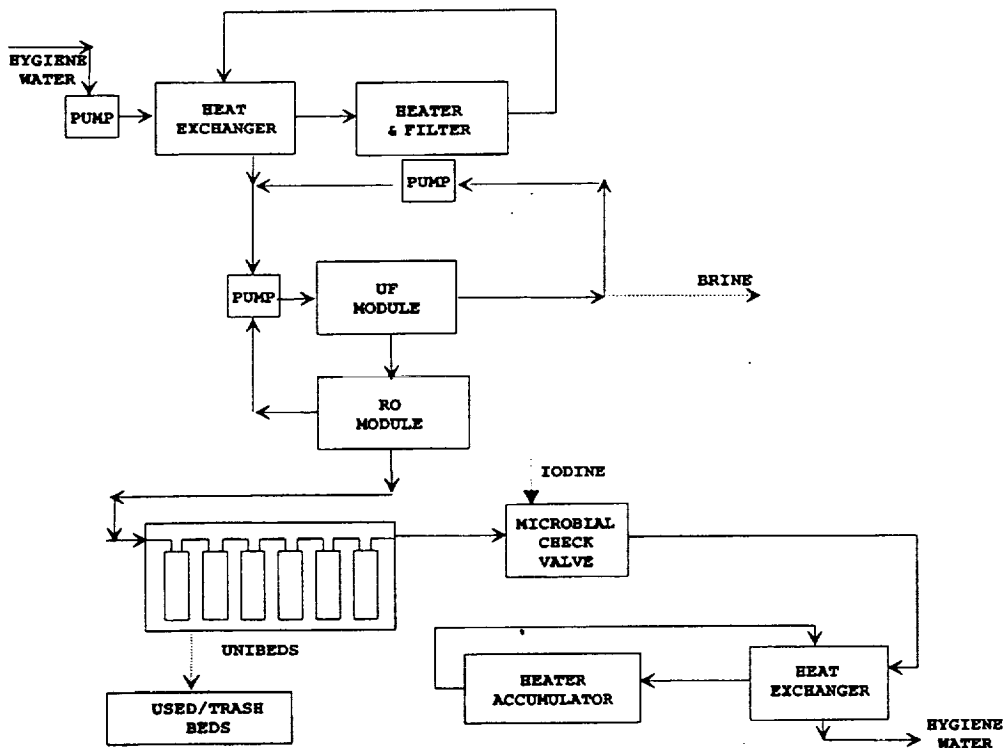 HYGIENE
WATER
PUMP
HEAT
EXCHANGER
HEATER
& FILTER
PUMP
PUMP
UF
MODULE
BRINE
RO
MODULE
IODINE
MICROBIAL
CHECK
VALVE
UNIBEDS
USED/TRASH
BEDS
HEATER
ACCUMULATOR
HEAT
EXCHANGER
HYGIENE
WATER